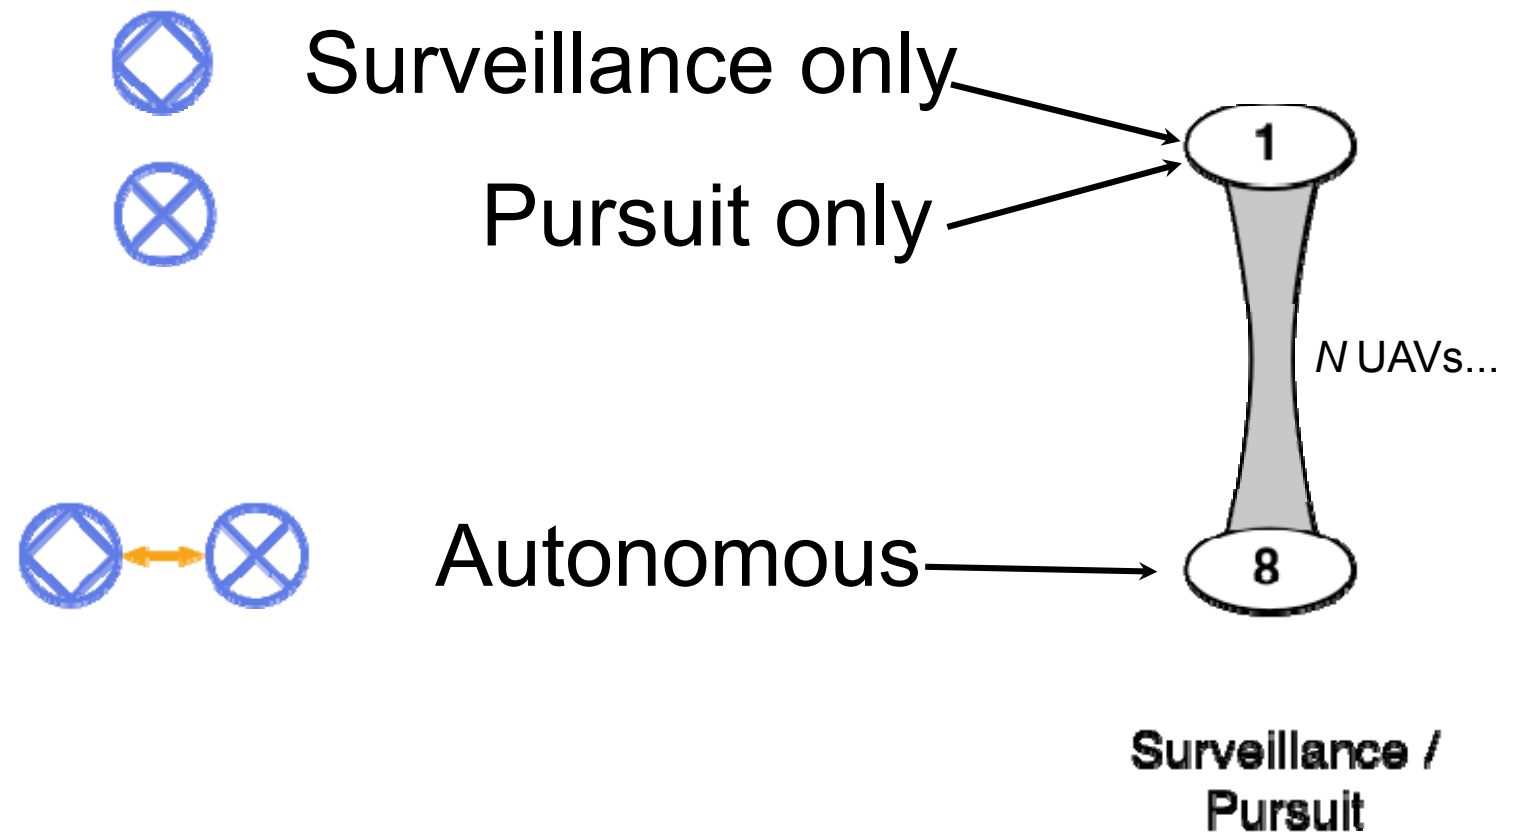 Surveillance only
1
Pursuit only
N UAVs...
Autonomous
8
Surveillance /
Pursuit